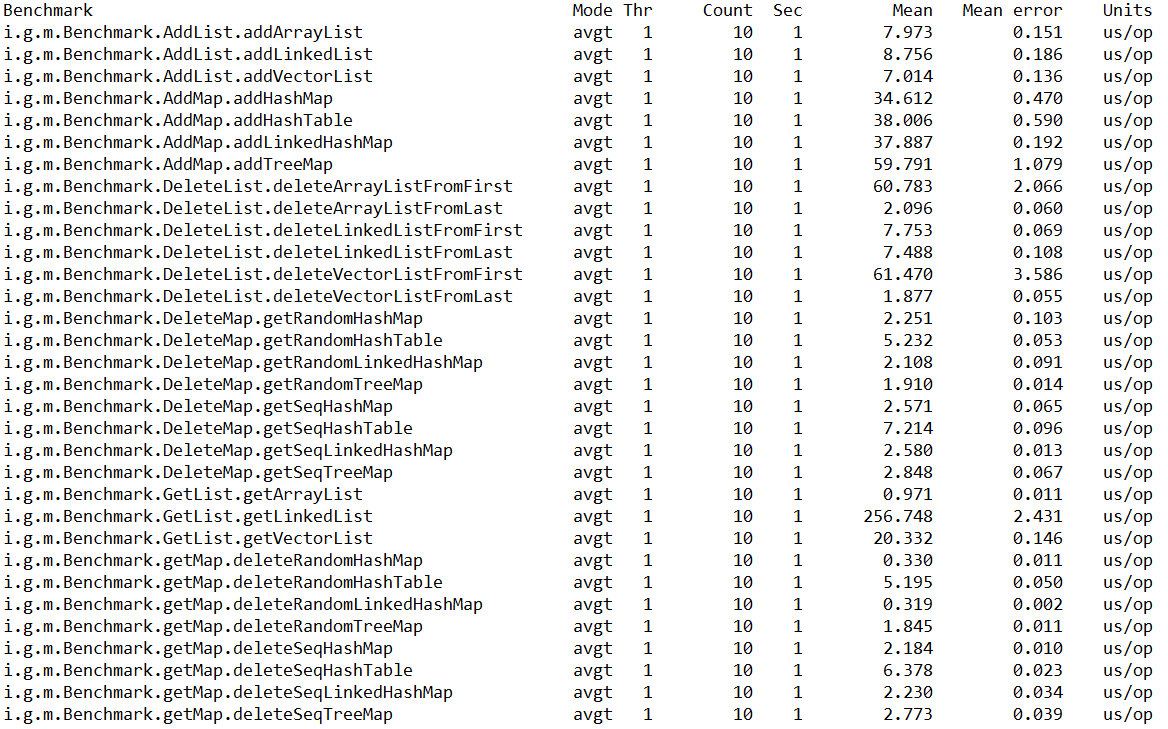 Benchmark Mode Thr Count Sec Mean Mean error Units
i.g.m.Benchmark.AddList.addArrayList avgt 1 10 1 7.973 0.151 us/op
i.g.m.Benchmark.AddList.addLinkedList avgt 1 10 1 8.756 0.186 us/op
i.g.m.Benchmark.AddList.addVectorList avgt 1 10 1 7.014 0.136 us/op
i.g.m.Benchmark.AddMap.addHashMap avgt 1 10 1 34.612 0.470 us/op
i.g.m.Benchmark.AddMap.addHashTable avgt 1 10 1 38.006 0.590 us/op
i.g.m.Benchmark.AddMap.addLinkedHashMap avgt 1 10 1 37.887 0.192 us/op
i.g.m.Benchmark.AddMap.addTreeMap avgt 1 10 1 59.791 1.079 us/op
i.g.m.Benchmark.DeleteList.deleteArrayListFromFirst avgt 1 10 1 60.783 2.066 us/op
i.g.m.Benchmark.DeleteList.deleteArrayListFromLast avgt 1 10 1 2.096 0.060 us/op
i.g.m.Benchmark.DeleteList.deleteLinkedListFromFirst avgt 1 10 1 7.753 0.069 us/op
i.g.m.Benchmark.DeleteList.deleteLinkedListFromLast avgt 1 10 1 7.488 0.108 us/op
i.g.m.Benchmark.DeleteList.deleteVectorListFromFirst avgt 1 10 1 61.470 3.586 us/op
i.g.m.Benchmark.DeleteList.deleteVectorListFromLast avgt 1 10 1 1.877 0.055 us/op
i.g.m.Benchmark.DeleteMap.getRandomHashMap avgt 1 10 1 2.251 0.103 us/op
i.g.m.Benchmark.DeleteMap.getRandomHashTable avgt 1 10 1 5.232 0.053 us/op
i.g.m.Benchmark.DeleteMap.getRandomLinkedHashMap avgt 1 10 1 2.108 0.091 us/op
i.g.m.Benchmark.DeleteMap.getRandomTreeMap avgt 1 10 1 1.910 0.014 us/op
i.g.m.Benchmark.DeleteMap.getSeqHashMap avgt 1 10 1 2.571 0.065 us/op
i.g.m.Benchmark.DeleteMap.getSeqHashTable avgt 1 10 1 7.214 0.096 us/op
i.g.m.Benchmark.DeleteMap.getSeqLinkedHashMap avgt 1 10 1 2.580 0.013 us/op
i.g.m.Benchmark.DeleteMap.getSeqTreeMap avgt 1 10 1 2.848 0.067 us/op
i.g.m.Benchmark.GetList.getArrayList avgt 1 10 1 0.971 0.011 us/op
i.g.m.Benchmark.GetList.getLinkedList avgt 1 10 1 256.748 2.431 us/op
i.g.m.Benchmark.GetList.getVectorList avgt 1 10 1 20.332 0.146 us/op
i.g.m.Benchmark.getMap.deleteRandomHashMap avgt 1 10 1 0.330 0.011 us/op
i.g.m.Benchmark.getMap.deleteRandomHashTable avgt 1 10 1 5.195 0.050 us/op
i.g.m.Benchmark.getMap.deleteRandomLinkedHashMap avgt 1 10 1 0.319 0.002 us/op
i.g.m.Benchmark.getMap.deleteRandomTreeMap avgt 1 10 1 1.845 0.011 us/op
i.g.m.Benchmark.getMap.deleteSeqHashMap avgt 1 10 1 2.184 0.010 us/op
i.g.m.Benchmark.getMap.deleteSeqHashTable avgt 1 10 1 6.378 0.023 us/op
i.g.m.Benchmark.getMap.deleteSeqLinkedHashMap avgt 1 10 1 2.230 0.034 us/op
i.g.m.Benchmark.getMap.deleteSeqTreeMap avgt 1 10 1 2.773 0.039 us/op